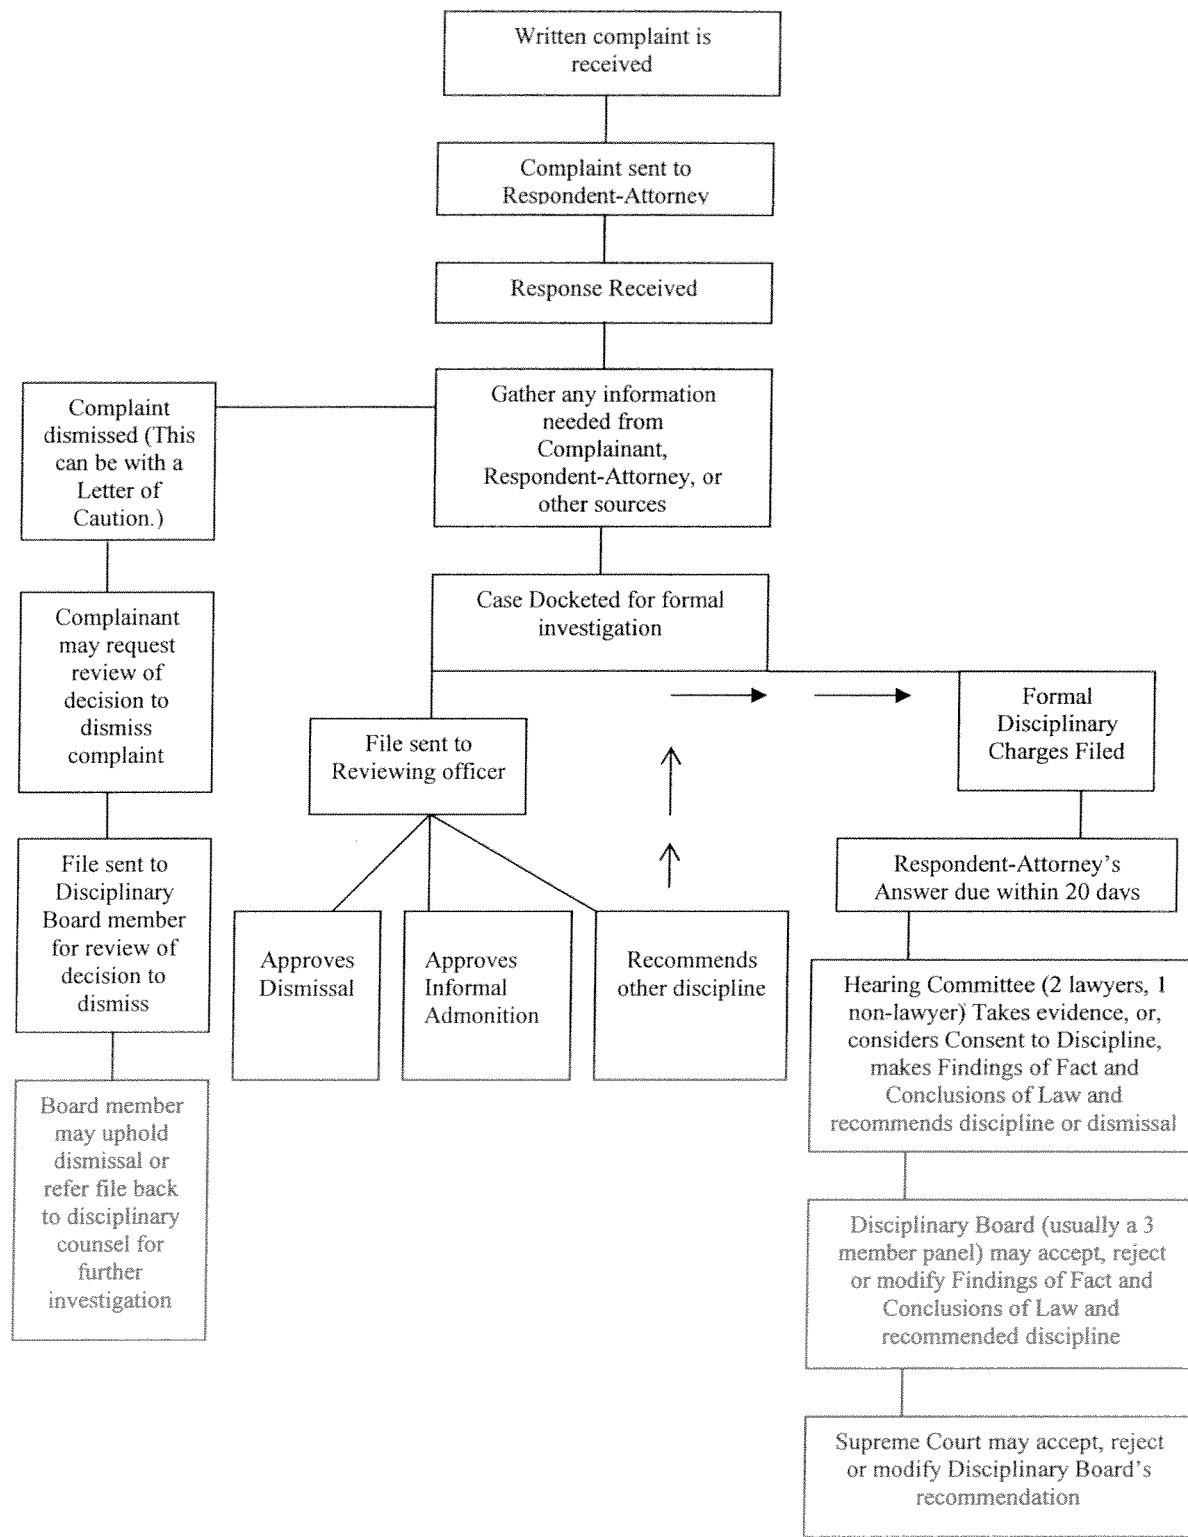 Written complaint is
received
Complaint sent to
Respondent-Attorney
Response Received
Gather any information
needed from
Complainant,
Respondent-Attorney, or
other sources
Complaint
dismissed (This
can be with a
Letter of
Caution.)
Case Docketed for formal
investigation
Complainant
may request
review of
decision to
dismiss
complaint
File sent to
Reviewing officer
Formal
Disciplinary
Charges Filed
File sent to
Disciplinary
Board member
for review of
decision to
dismiss
Respondent-Attorney's
Answer due within 20 days
Approves
Dismissal
Approves
Informal
Admonition
Recommends
other discipline
Hearing Committee (2 lawyers, 1
non-lawyer) Takes evidence, or,
considers Consent to Discipline,
makes Findings of Fact and
Conclusions of Law and
recommends discipline or dismissal
Board member
may uphold
dismissal or
refer file back
to disciplinary
counsel for
further
investigation
Disciplinary Board (usually a 3
member panel) may accept, reject
or modify Findings of Fact and
Conclusions of Law and
recommended discipline
Supreme Court may accept, reject
or modify Disciplinary Board's
recommendation